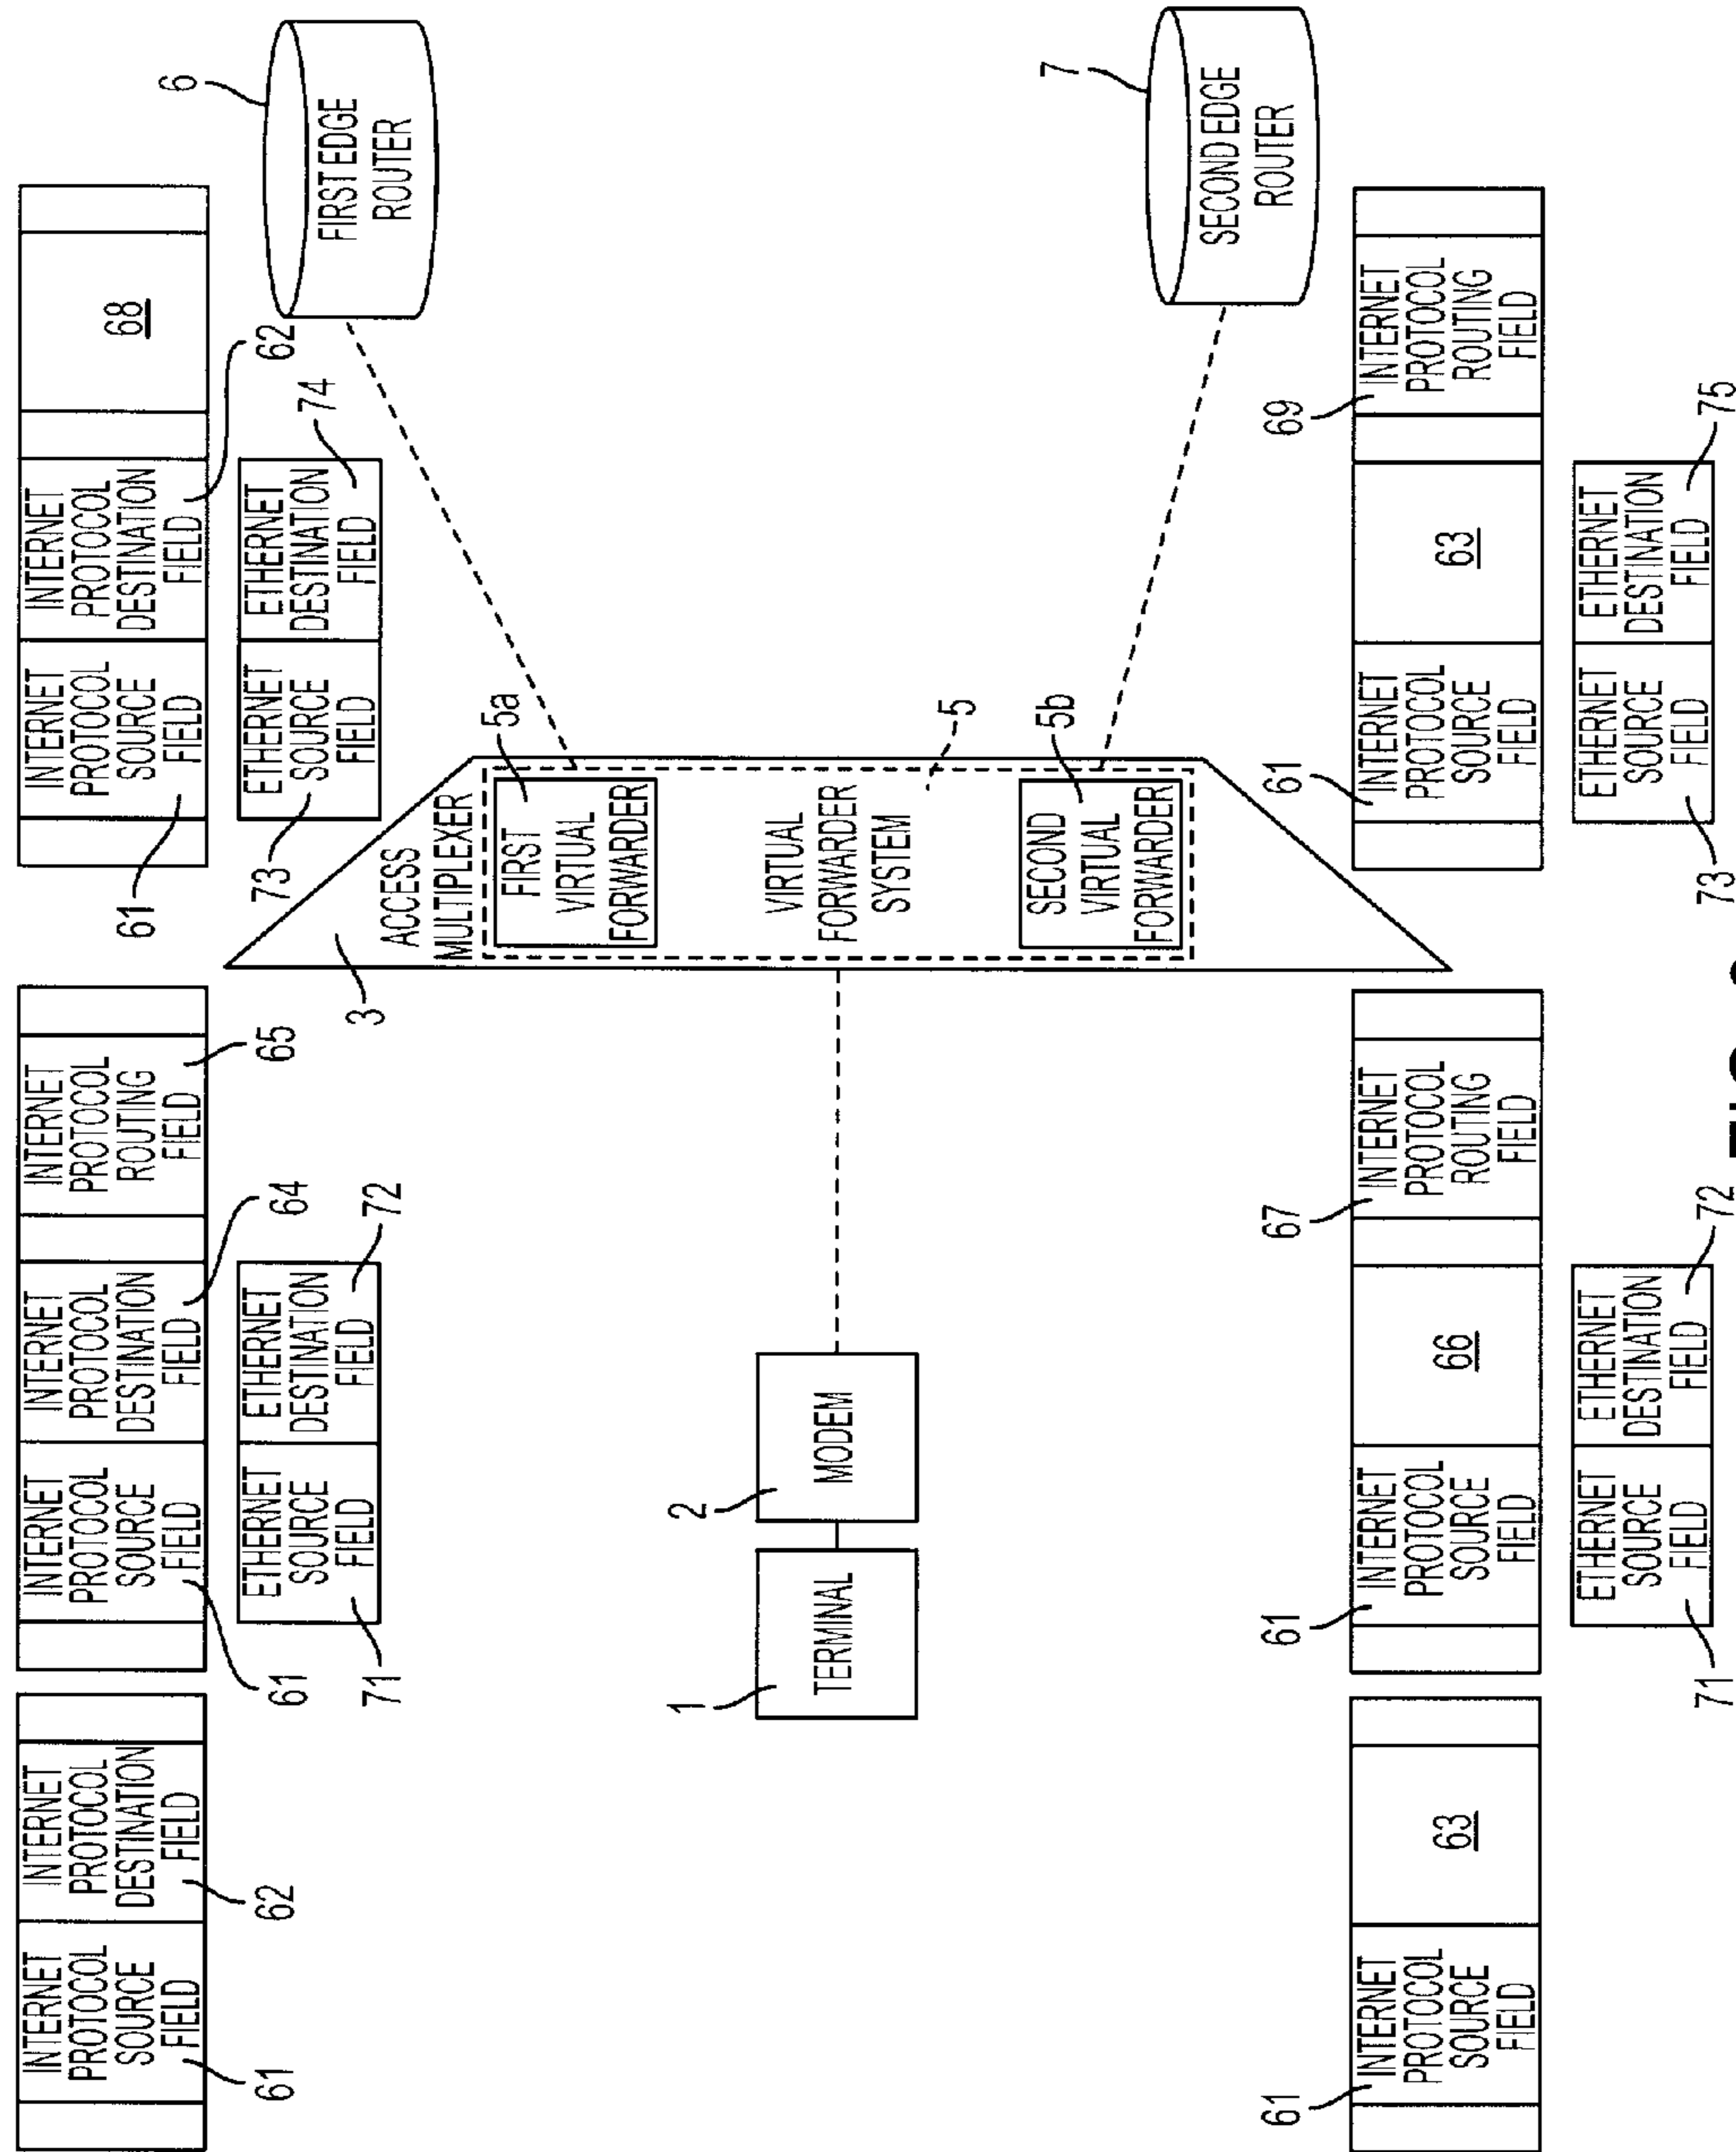 INTERNET
PROTOCOL
SOURCE
FIELD
INTERNET
PROTOCOL
DESTINATION
FIELD
61
62
INTERNET
PROTOCOL
SOURCE
FIELD
INTERNET
PROTOCOL
DESTINATION
FIELD
INTERNET
PROTOCOL
ROUTING
FIELD
61
64
65
ETHERNET
SOURCE
FIELD
ETHERNET
DESTINATION
FIELD
71
72
INTERNET
PROTOCOL
SOURCE
FIELD
INTERNET
PROTOCOL
DESTINATION
FIELD
68
61
62
ETHERNET
SOURCE
FIELD
ETHERNET
DESTINATION
FIELD
73
74
6
FIRST EDGE
ROUTER
3
ACCESS
MULTIPLEXER
5a
FIRST
VIRTUAL
FORWARDER
1
TERMINAL
2
MODEM
VIRTUAL
FORWARDER
SYSTEM
5
5b
SECOND
VIRTUAL
FORWARDER
7
SECOND EDGE
ROUTER
61
INTERNET
PROTOCOL
SOURCE
FIELD
63
61
INTERNET
PROTOCOL
SOURCE
FIELD
66
67
INTERNET
PROTOCOL
ROUTING
FIELD
71
ETHERNET
SOURCE
FIELD
ETHERNET
DESTINATION
FIELD
72
61
INTERNET
PROTOCOL
SOURCE
FIELD
63
69
INTERNET
PROTOCOL
ROUTING
FIELD
73
ETHERNET
SOURCE
FIELD
ETHERNET
DESTINATION
FIELD
75